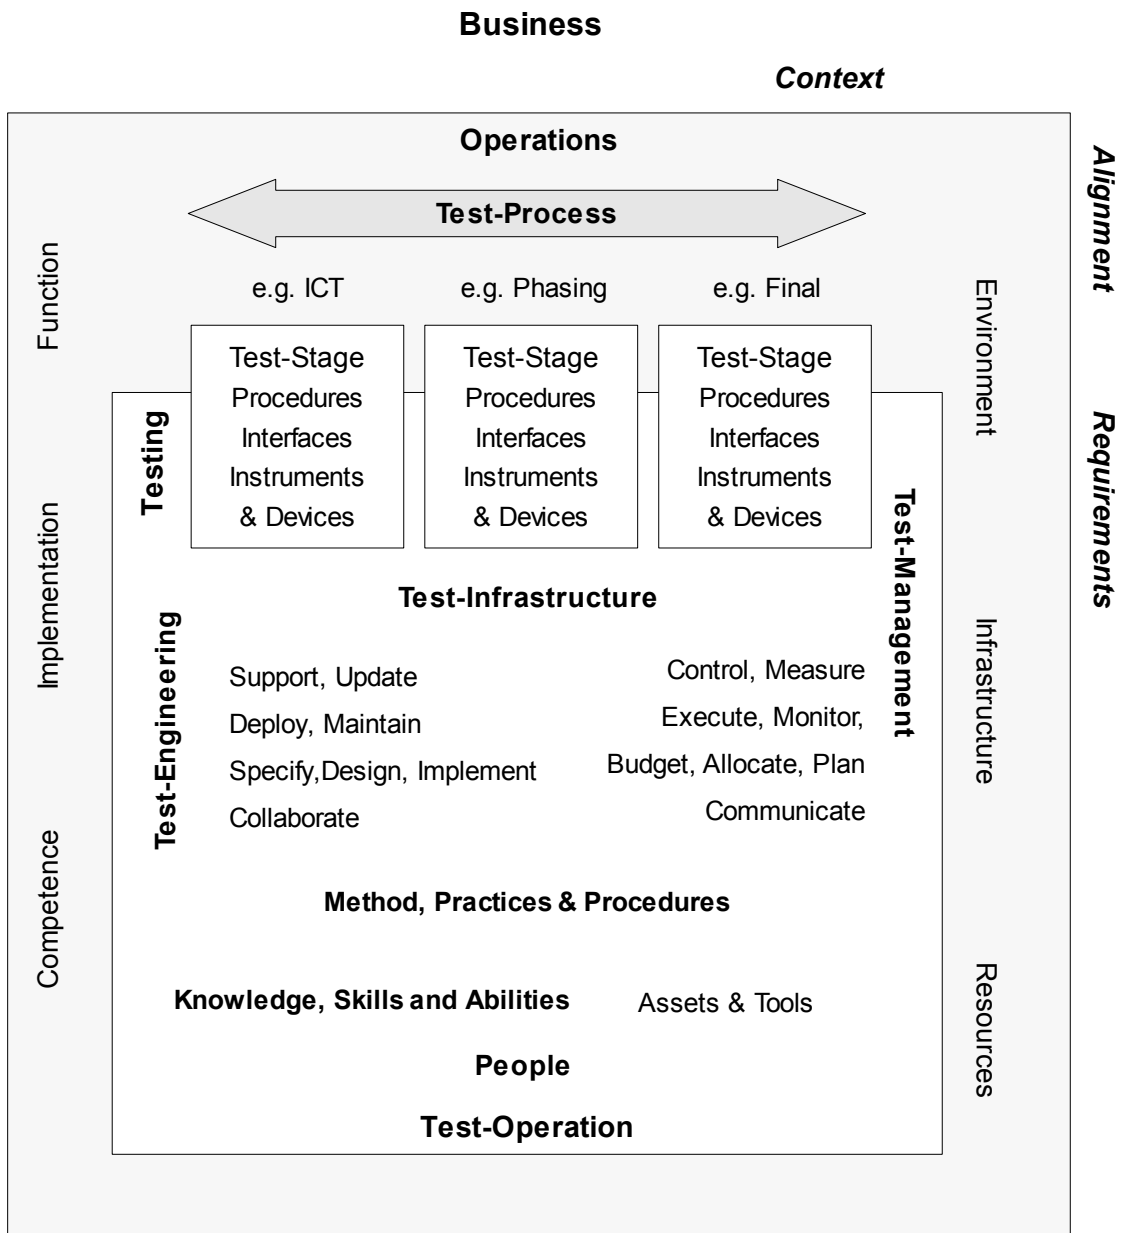 Business
Context
Operations
Alignment
Test-Process
Function
e.g. ICT
e.g. Phasing
e.g. Final
Environment
Test-Stage
Procedures
Interfaces
Instruments
& Devices
Test-Stage
Procedures
Interfaces
Instruments
& Devices
Test-Stage
Procedures
Interfaces
Instruments
& Devices
Testing
Requirements
Test-Management
Implementation
Test-Infrastructure
Infrastructure
Test-Engineering
Support, Update
Deploy, Maintain
Specify,Design, Implement
Collaborate
Control, Measure
Execute, Monitor,
Budget, Allocate, Plan
Communicate
Competence
Method, Practices & Procedures
Resources
Knowledge, Skills and Abilities
Assets & Tools
People
Test-Operation